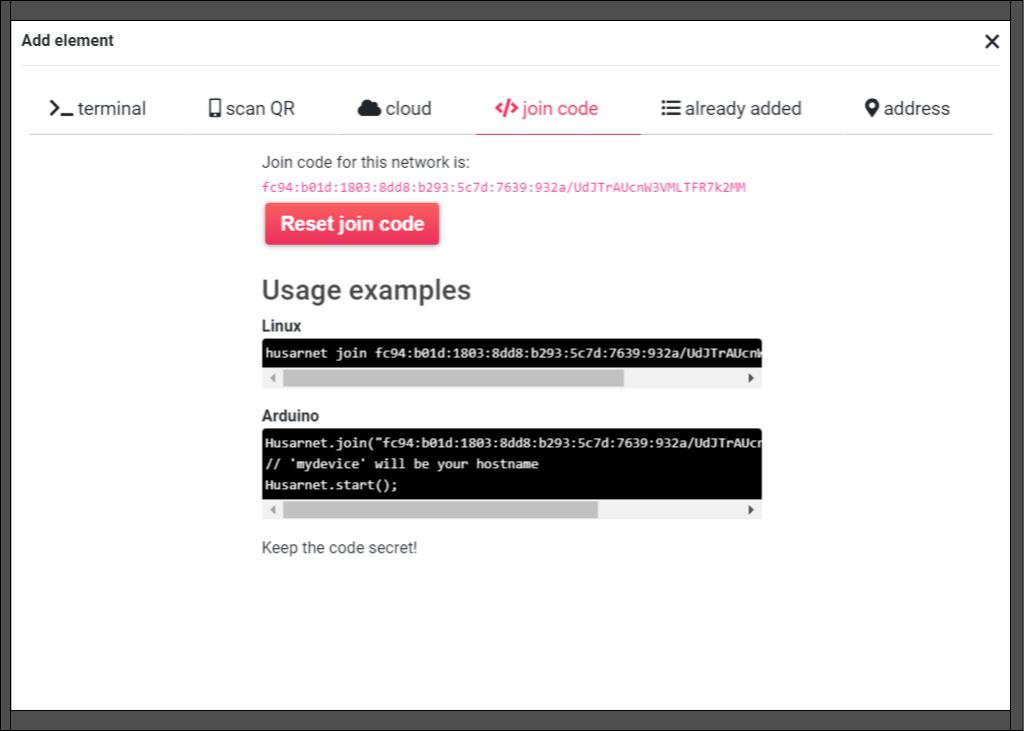 Add element
terminal scan QR cloud join code already added address
Join code for this network is:
fc94:b01d:1803:8dd8:b293:5c7d:7639:932a/UdJTrAUcnW3VMLTFR7k2MM
Reset join code
Usage examples
Linux
husarnet join fc94:b01d:1803:8dd8:b293:5c7d:7639:932a/UdJTrAUcnW
Arduino
Husarnet.join("fc94:b01d:1803:8dd8:b293:5c7d:7639:932a/UdJTrAUcn
// 'mydevice' will be your hostname
Husarnet.start();
Keep the code secret!